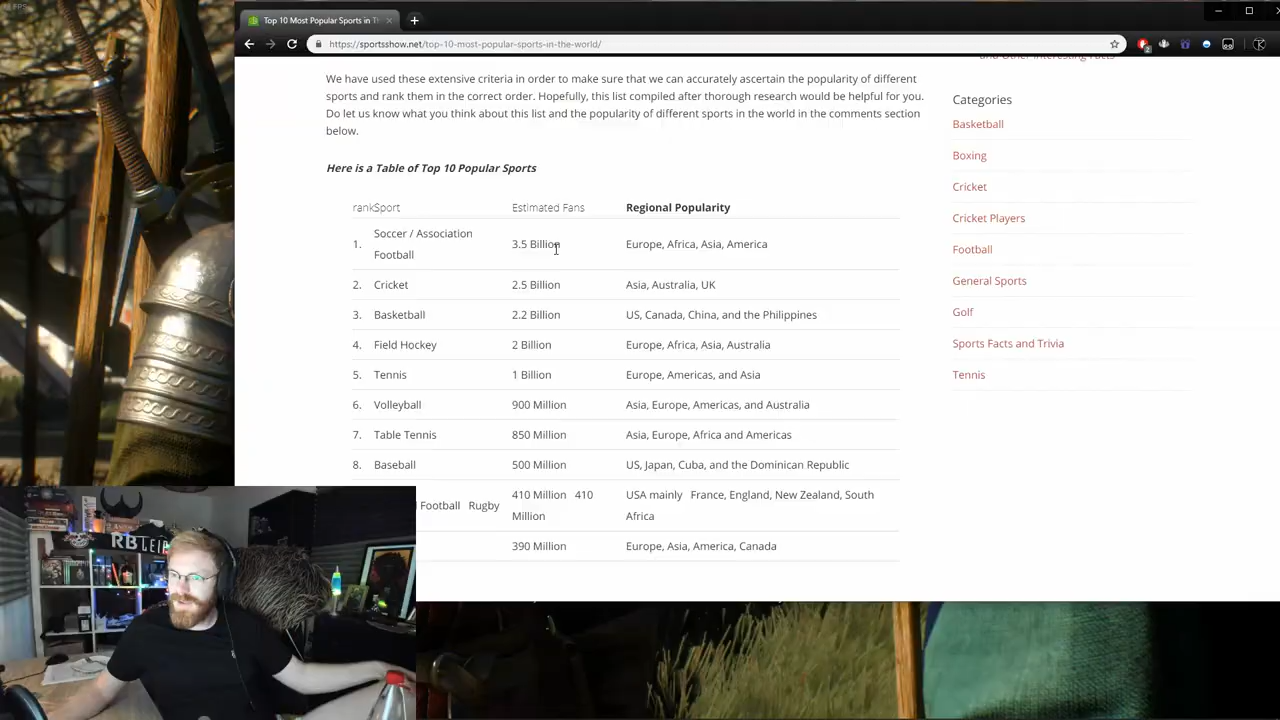 Top 10 Most Popular Sports in T
https://sportsshow.net/top-10-most-popular-sports-in-the-world/
We have used these extensive criteria in order to make sure that we can accurately ascertain the popularity of different
sports and rank them in the correct order. Hopefully, this list compiled after thorough research would be helpful for you.
Do let us know what you think about this list and the popularity of different sports in the world in the comments section
below.
Here is a Table of Top 10 Popular Sports
rank Sport Estimated Fans Regional Popularity
1. Soccer / Association Football 3.5 Billion Europe, Africa, Asia, America
2. Cricket 2.5 Billion Asia, Australia, UK
3. Basketball 2.2 Billion US, Canada, China, and the Philippines
4. Field Hockey 2 Billion Europe, Africa, Asia, Australia
5. Tennis 1 Billion Europe, Americas, and Asia
6. Volleyball 900 Million Asia, Europe, Americas, and Australia
7. Table Tennis 850 Million Asia, Europe, Africa and Americas
8. Baseball 500 Million US, Japan, Cuba, and the Dominican Republic
Football Rugby 410 Million 410 Million USA mainly France, England, New Zealand, South Africa
390 Million Europe, Asia, America, Canada
and Other Interesting Facts
Categories
Basketball
Boxing
Cricket
Cricket Players
Football
General Sports
Golf
Sports Facts and Trivia
Tennis
RBLEI